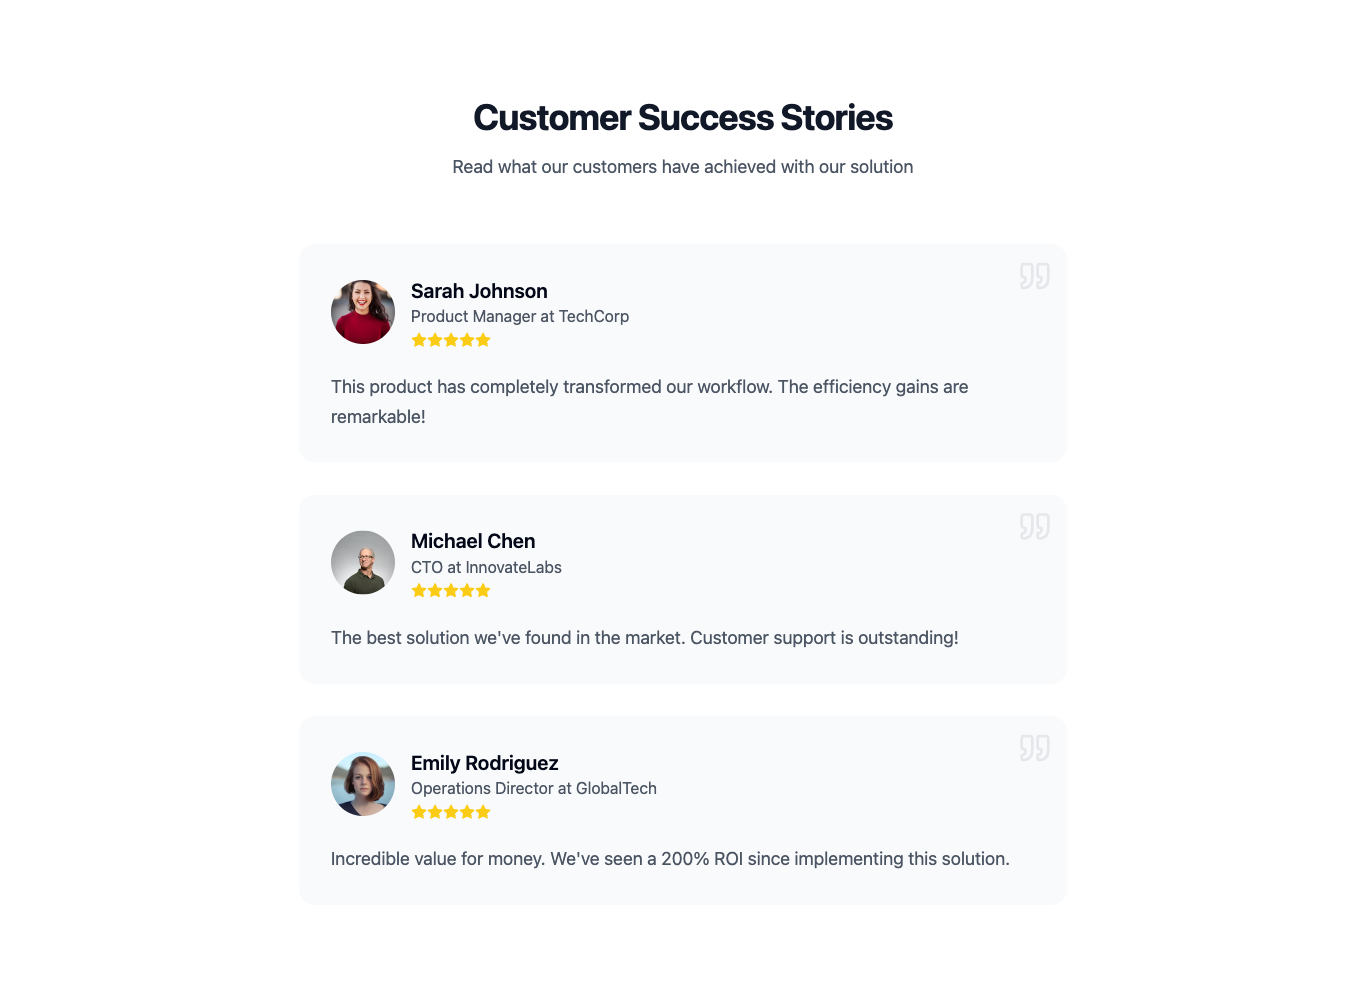 Customer Success Stories
Read what our customers have achieved with our solution
Sarah Johnson
Product Manager at TechCorp
This product has completely transformed our workflow. The efficiency gains are
remarkable!
Michael Chen
CTO at InnovateLabs
The best solution we've found in the market. Customer support is outstanding!
Emily Rodriguez
Operations Director at GlobalTech
Incredible value for money. We've seen a 200% ROI since implementing this solution.